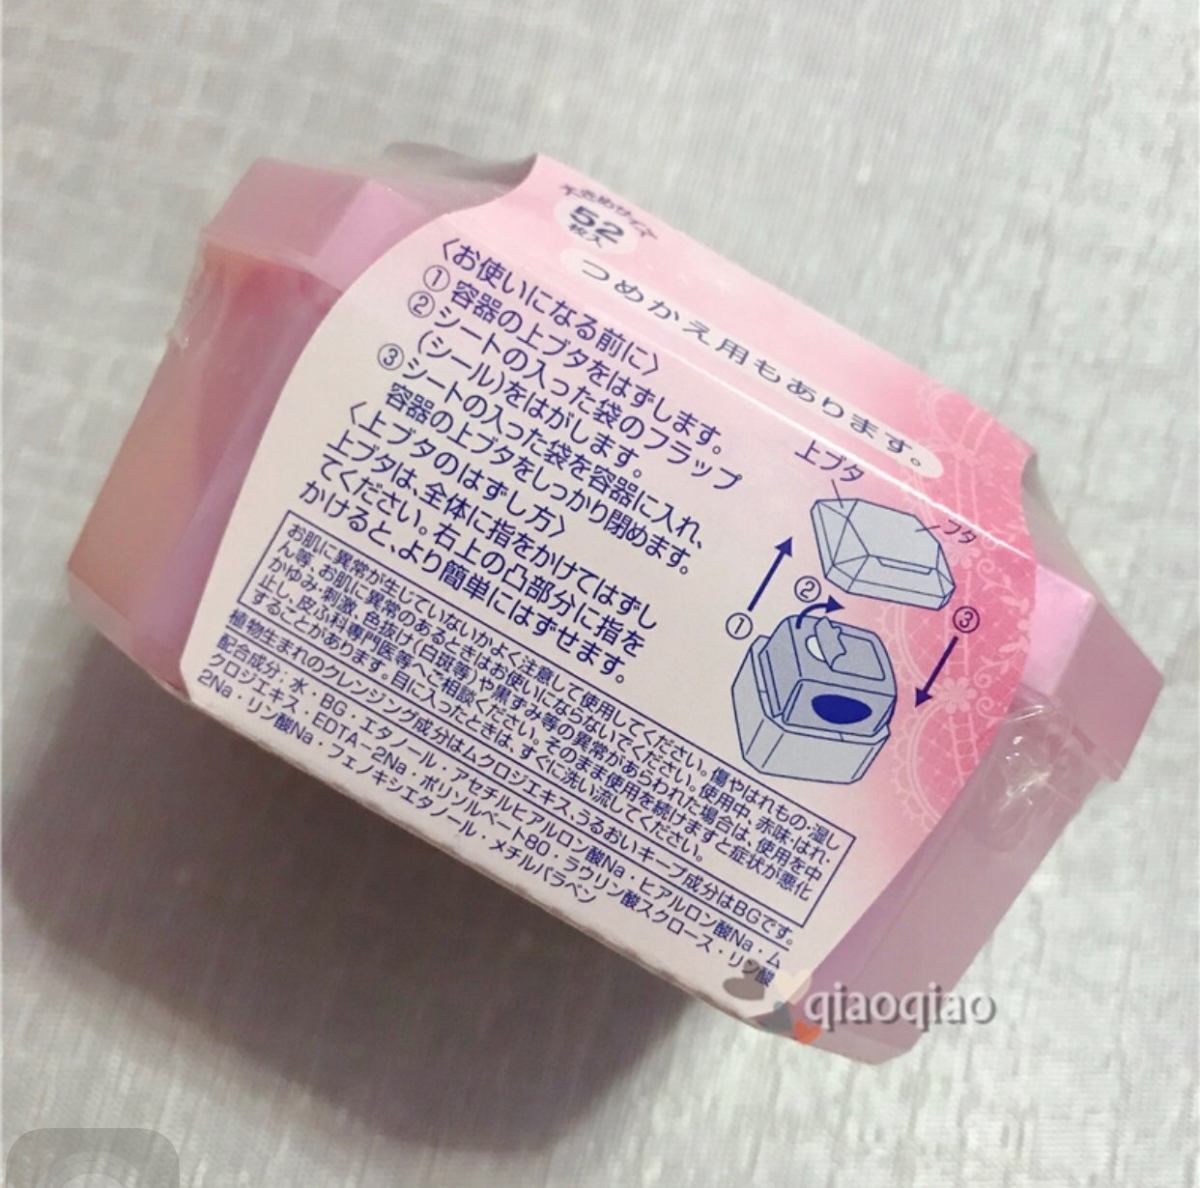 大きめサイズ
52
枚入
つめかえ用もあります。
〈お使いになる前に〉
① 容器の上ブタをはずします。
② シートの入った袋のフラップ
(シール)をはがします。
③ シートの入った袋を容器に入れ、
容器の上ブタをしっかり閉めます。
〈上ブタのはずし方〉
上ブタは、全体に指をかけてはずし
てください。右上の凸部分に指を
かけると、より簡単にはずせます。
上ブタ
フタ
①
②
③
お肌に異常が生じていないかよく注意して使用してください。傷やはれもの・湿し
ん等、お肌に異常のあるときはお使いにならないでください。使用中、赤味・はれ・
かゆみ・刺激、色抜け(白斑等)や黒ずみ等の異常があらわれた場合は、使用を中
止し、皮ふ科専門医等へご相談ください。そのまま使用を続けますと症状が悪化
することがあります。目に入ったときは、すぐに洗い流してください。
植物生まれのクレンジング成分はムクロジエキス、うるおいキープ成分はBGです。
配合成分：水・BG・エタノール・アセチルヒアルロン酸Na・ヒアルロン酸Na・ム
クロジエキス・EDTA-2Na・ポリソルベート80・ラウリン酸スクロース・リン酸
2Na・リン酸Na・フェノキシエタノール・メチルパラベン
qiaoqiao